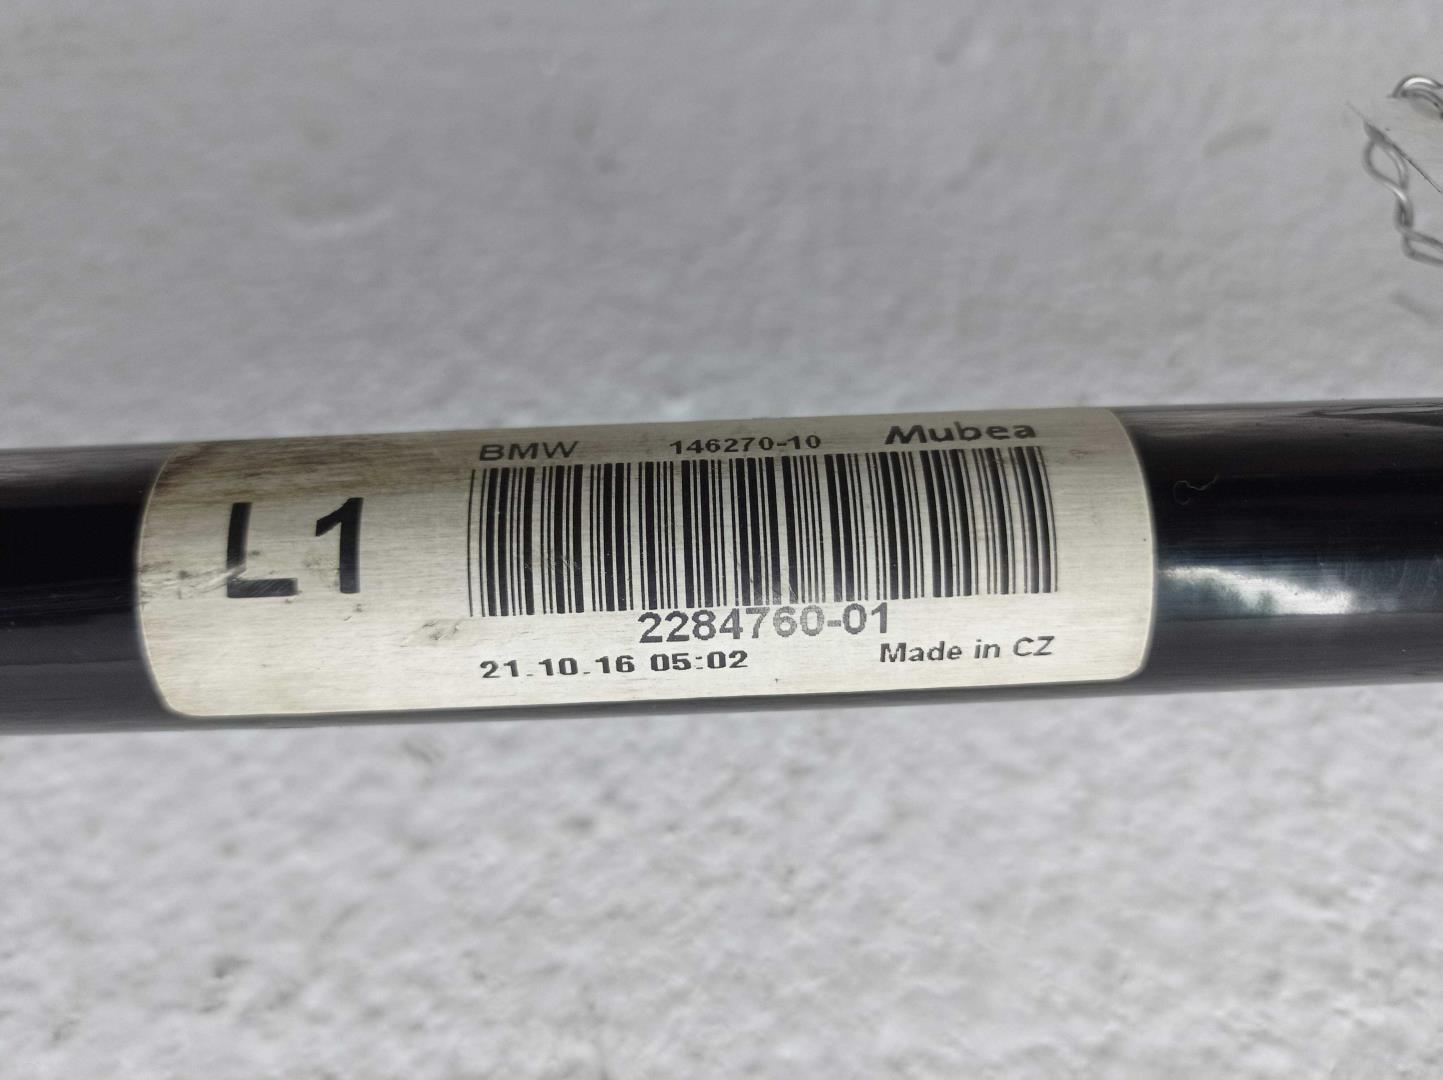 BMW 146270-10 Mubea
L1
2284760-01
21.10.16 05:02 Made in CZ